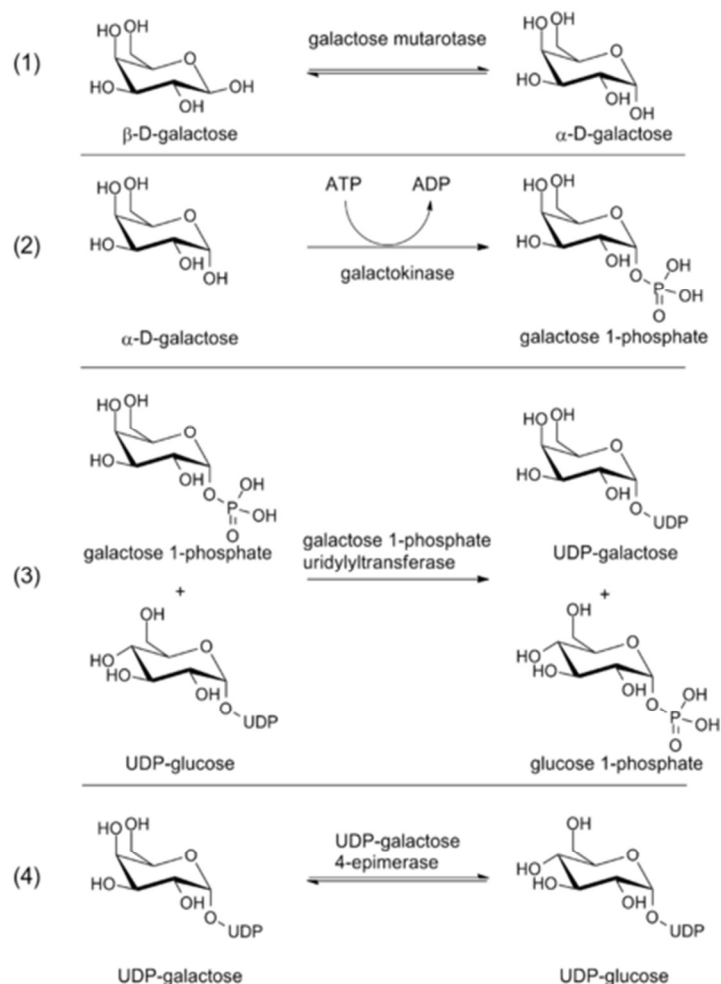 (1)
HO OH
O
HO
OH
OH
β-D-galactose
galactose mutarotase
HO OH
O
HO
OH
OH
α-D-galactose
(2)
HO OH
O
HO
OH
OH
α-D-galactose
ATP ADP
galactokinase
HO OH
O
HO
OH
O
P
OH
OH
O
galactose 1-phosphate
(3)
HO OH
O
HO
OH
O
P
OH
OH
O
galactose 1-phosphate
+
OH
O
HO
HO
OH
O
UDP
UDP-glucose
galactose 1-phosphate
uridylyltransferase
HO OH
O
HO
OH
O
UDP
UDP-galactose
+
OH
O
HO
HO
OH
O
P
OH
OH
O
glucose 1-phosphate
(4)
HO OH
O
HO
OH
O
UDP
UDP-galactose
UDP-galactose
4-epimerase
OH
O
HO
HO
OH
O
UDP
UDP-glucose